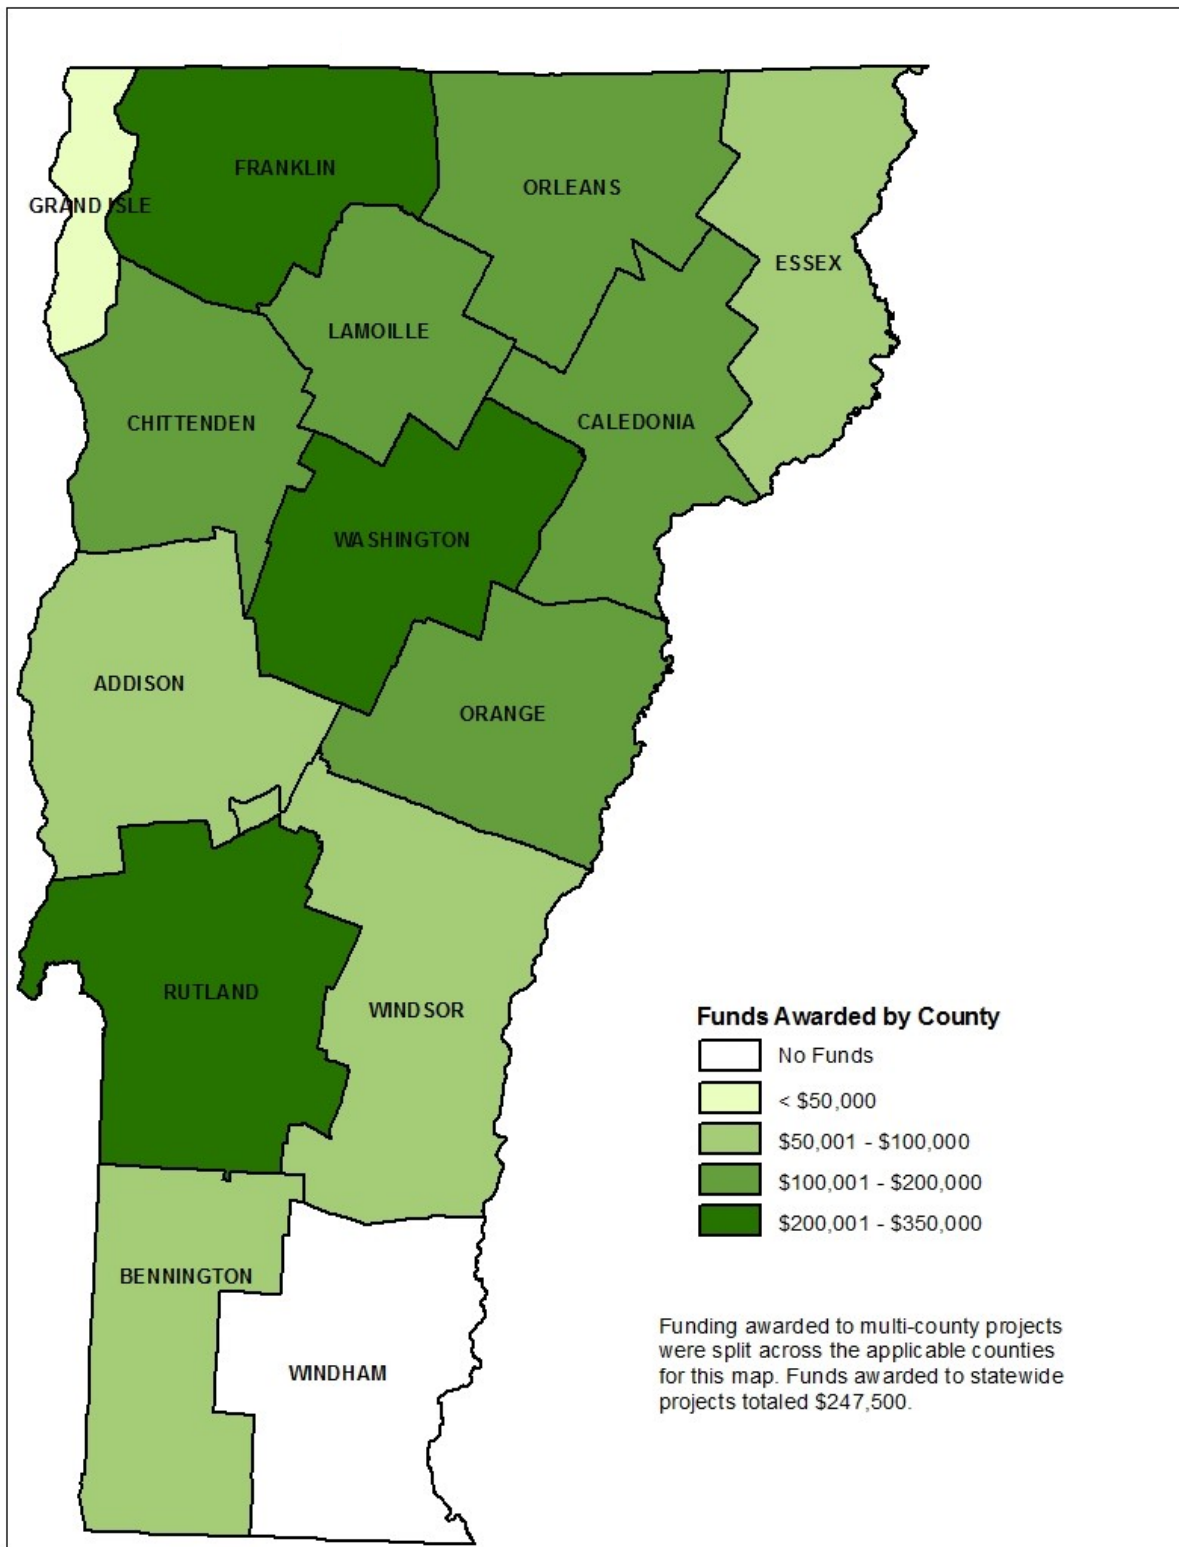 FRANKLIN
ORLEANS
GRAND ISLE
ESSEX
LAMOILLE
CHITTENDEN
CALEDONIA
WASHINGTON
ADDISON
ORANGE
RUTLAND
WINDSOR
Funds Awarded by County
No Funds
< $50,000
$50,001 - $100,000
$100,001 - $200,000
$200,001 - $350,000
BENNINGTON
WINDHAM
Funding awarded to multi-county projects
were split across the applicable counties
for this map. Funds awarded to statewide
projects totaled $247,500.